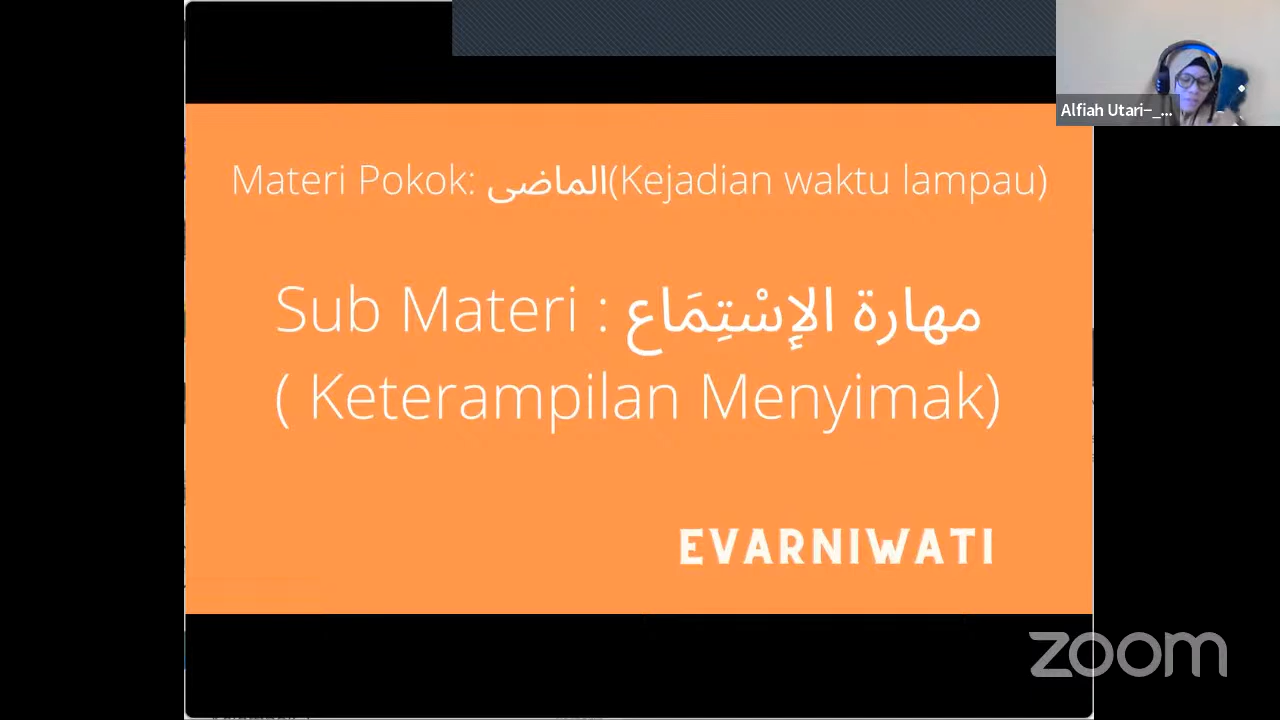 Materi Pokok: الماضى(Kejadian waktu lampau)
Sub Materi : مهارة الإسْتِمَاع
( Keterampilan Menyimak)
EVARNIWATI
Alfiah Utari–_...
zoom